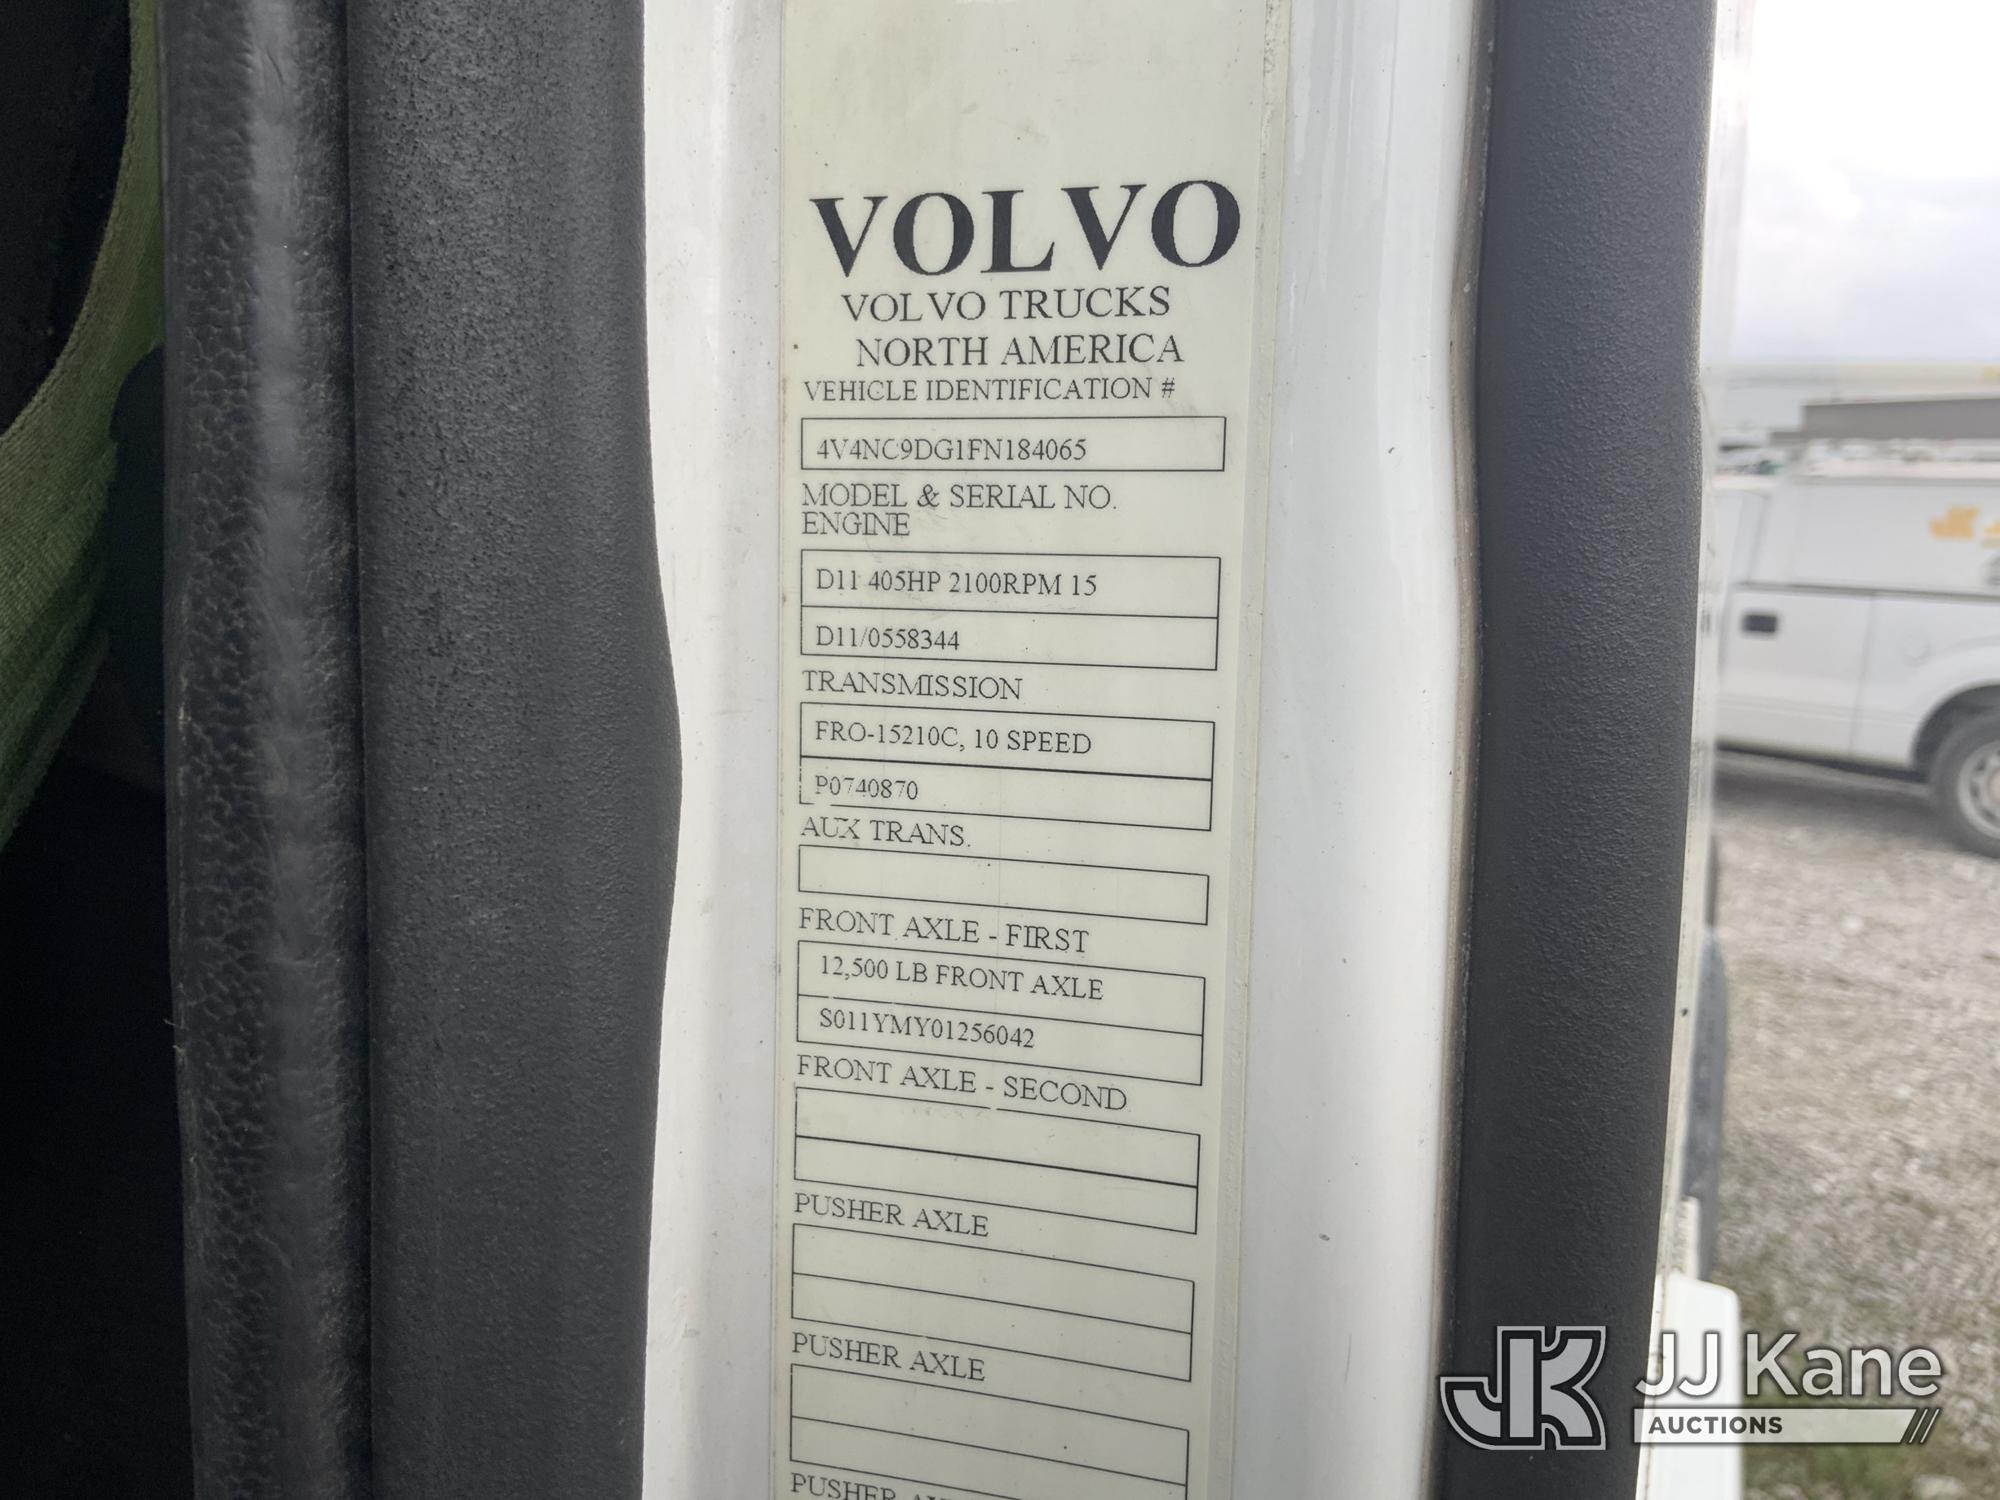 VOLVO
VOLVO TRUCKS
NORTH AMERICA
VEHICLE IDENTIFICATION #
4V4NC9DG1FN184065
MODEL & SERIAL NO.
ENGINE
D11 405HP 2100RPM 15
D11/0558344
TRANSMISSION
FRO-15210C, 10 SPEED
P0740870
AUX TRANS.
FRONT AXLE - FIRST
12,500 LB FRONT AXLE
S011YMY01256042
FRONT AXLE - SECOND
PUSHER AXLE
PUSHER AXLE
PUSHER
JJ Kane
AUCTIONS